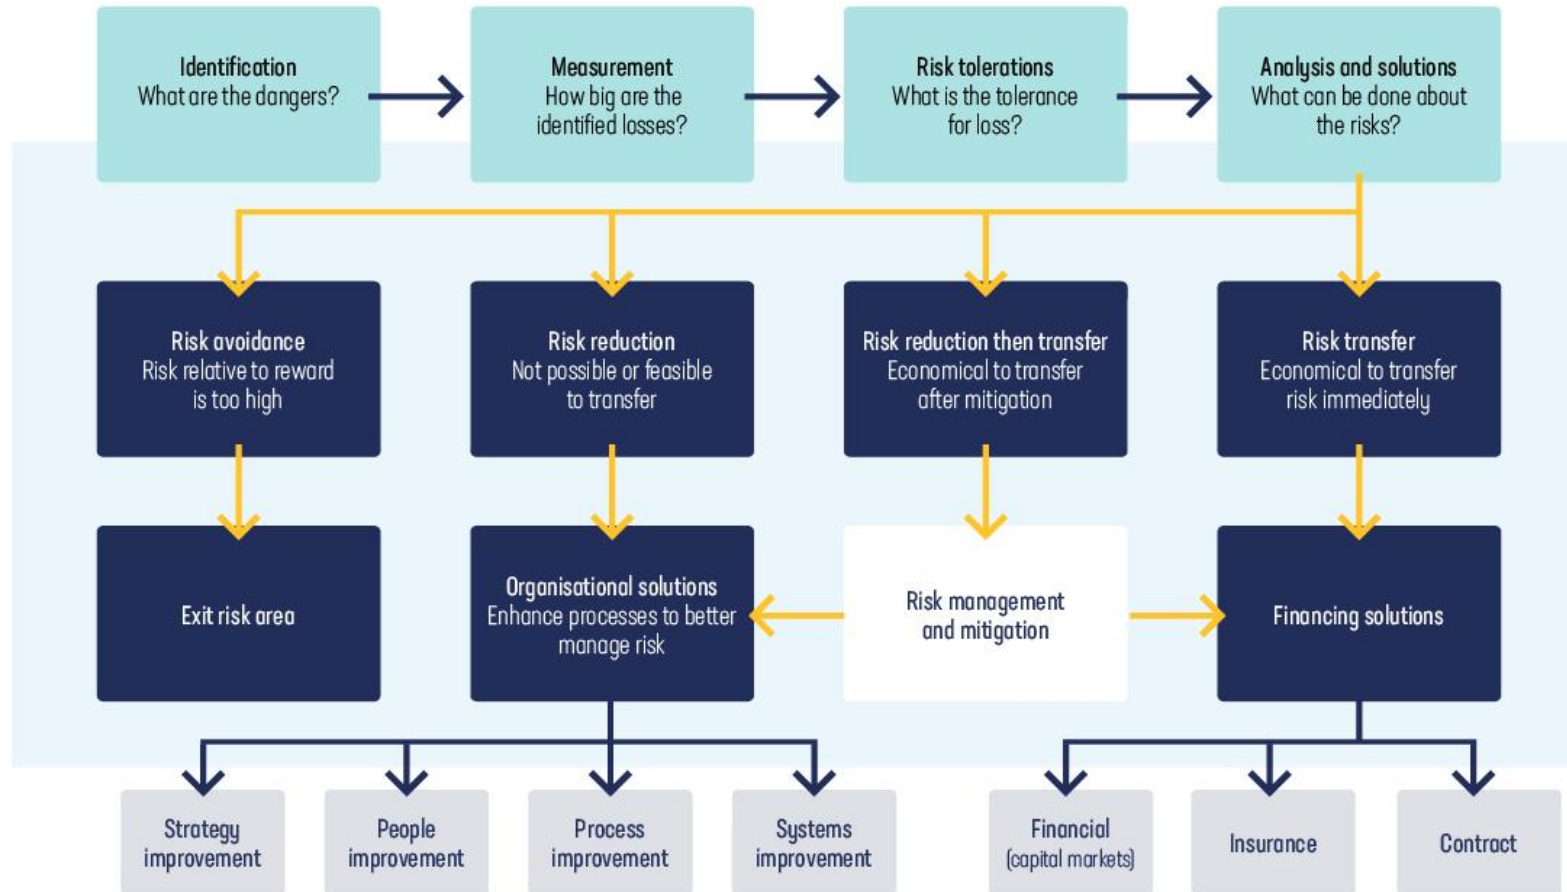 Identification
What are the dangers?
Measurement
How big are the
identified losses?
Risk tolerations
What is the tolerance
for loss?
Analysis and solutions
What can be done about
the risks?
Risk avoidance
Risk relative to reward
is too high
Risk reduction
Not possible or feasible
to transfer
Risk reduction then transfer
Economical to transfer
after mitigation
Risk transfer
Economical to transfer
risk immediately
Exit risk area
Organisational solutions
Enhance processes to better
manage risk
Risk management
and mitigation
Financing solutions
Strategy
improvement
People
improvement
Process
improvement
Systems
improvement
Financial
(capital markets)
Insurance
Contract